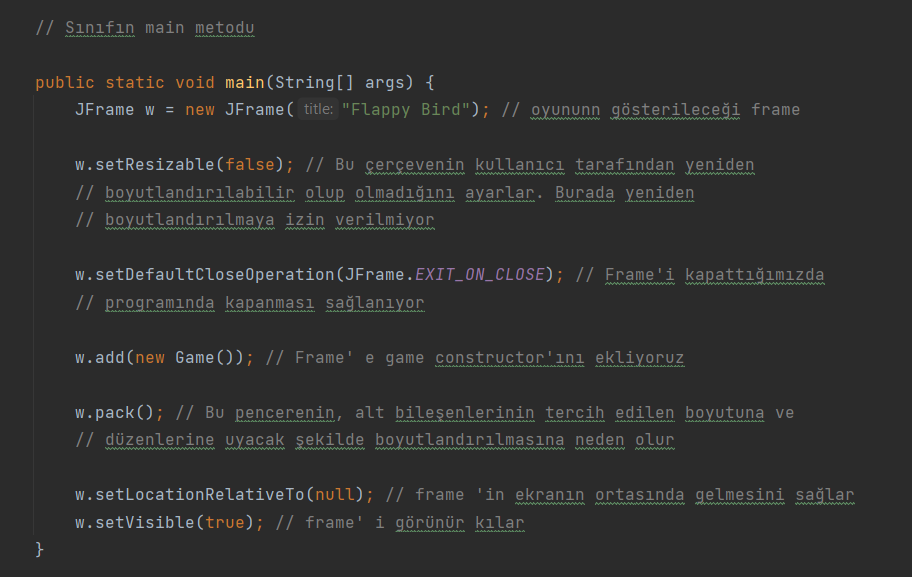 // Sınıfın main metodu
public static void main(String[] args) {
JFrame w = new JFrame( title: "Flappy Bird"); // oyununn gösterileceği frame
w.setResizable(false); // Bu çerçevenin kullanıcı tarafından yeniden
// boyutlandırılabilir olup olmadığını ayarlar. Burada yeniden
// boyutlandırılmaya izin verilmiyor
w.setDefaultCloseOperation(JFrame.EXIT_ON_CLOSE); // Frame'i kapattığımızda
// programında kapanması sağlanıyor
w.add(new Game()); // Frame' e game constructor'ını ekliyoruz
w.pack(); // Bu pencerenin, alt bileşenlerinin tercih edilen boyutuna ve
// düzenlerine uyacak şekilde boyutlandırılmasına neden olur
w.setLocationRelativeTo(null); // frame 'in ekranın ortasında gelmesini sağlar
w.setVisible(true); // frame' i görünür kılar
}